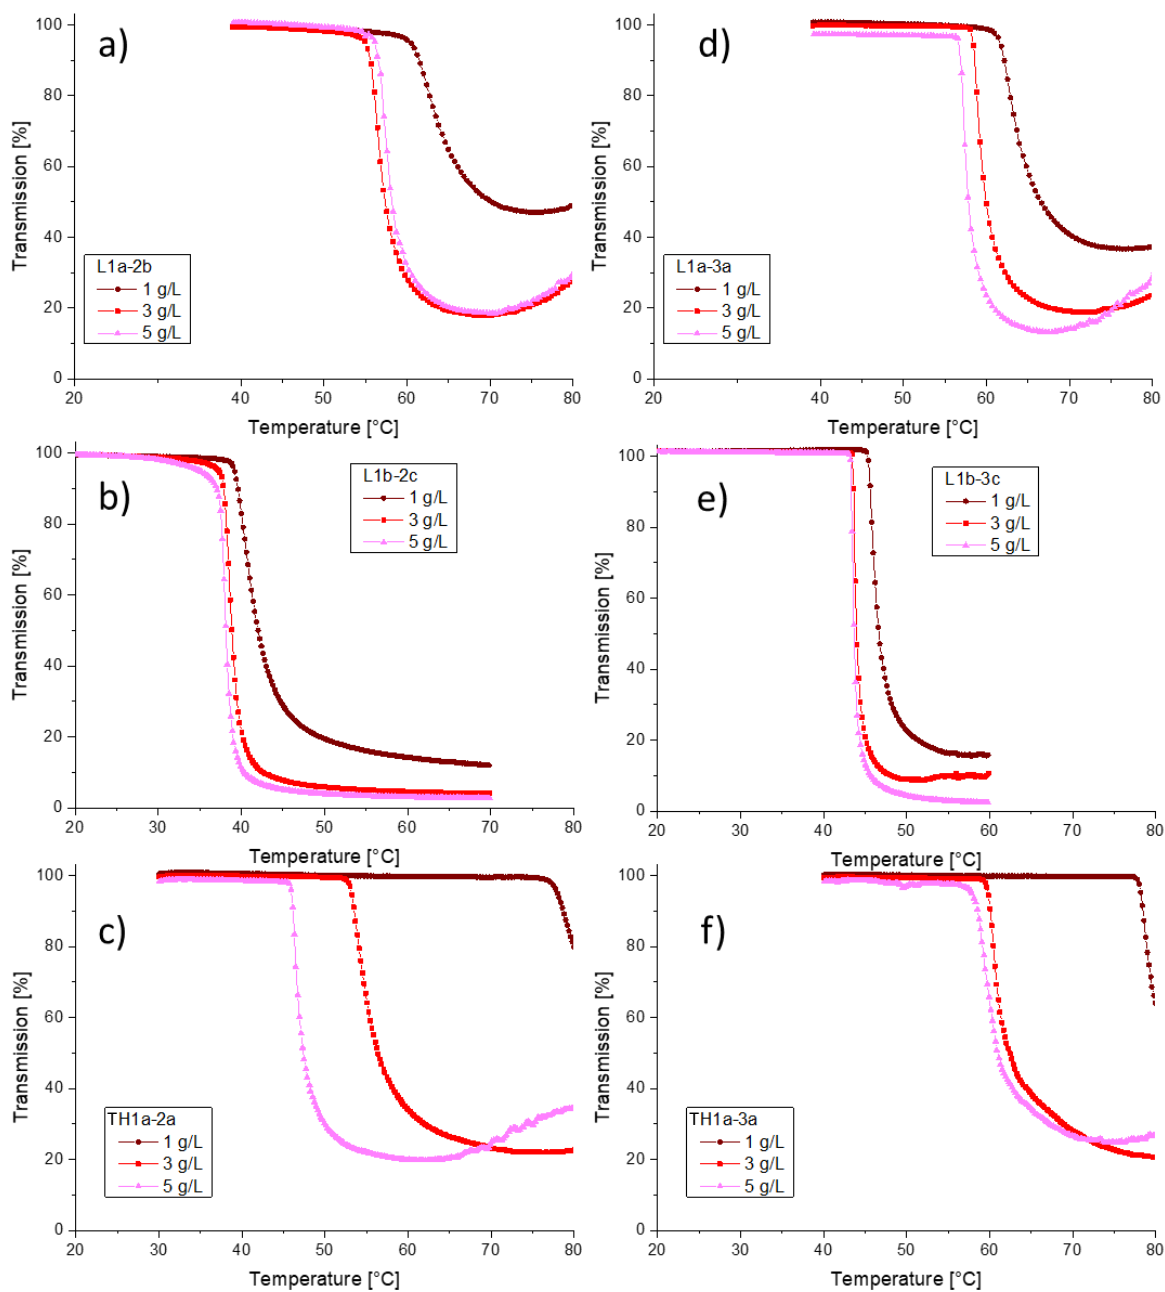 a)
100
80
60
40
20
0
Transmission [%]
L1a-2b
1 g/L
3 g/L
5 g/L
20 30 40 50 60 70 80
Temperature [°C]
d)
100
80
60
40
20
0
Transmission [%]
L1a-3a
1 g/L
3 g/L
5 g/L
20 30 40 50 60 70 80
Temperature [°C]
b)
100
80
60
40
20
0
Transmission [%]
L1b-2c
1 g/L
3 g/L
5 g/L
20 30 40 50 60 70 80
Temperature [°C]
e)
100
80
60
40
20
0
Transmission [%]
L1b-3c
1 g/L
3 g/L
5 g/L
20 30 40 50 60 70 80
Temperature [°C]
c)
100
80
60
40
20
0
Transmission [%]
TH1a-2a
1 g/L
3 g/L
5 g/L
20 30 40 50 60 70 80
Temperature [°C]
f)
100
80
60
40
20
0
Transmission [%]
TH1a-3a
1 g/L
3 g/L
5 g/L
20 30 40 50 60 70 80
Temperature [°C]